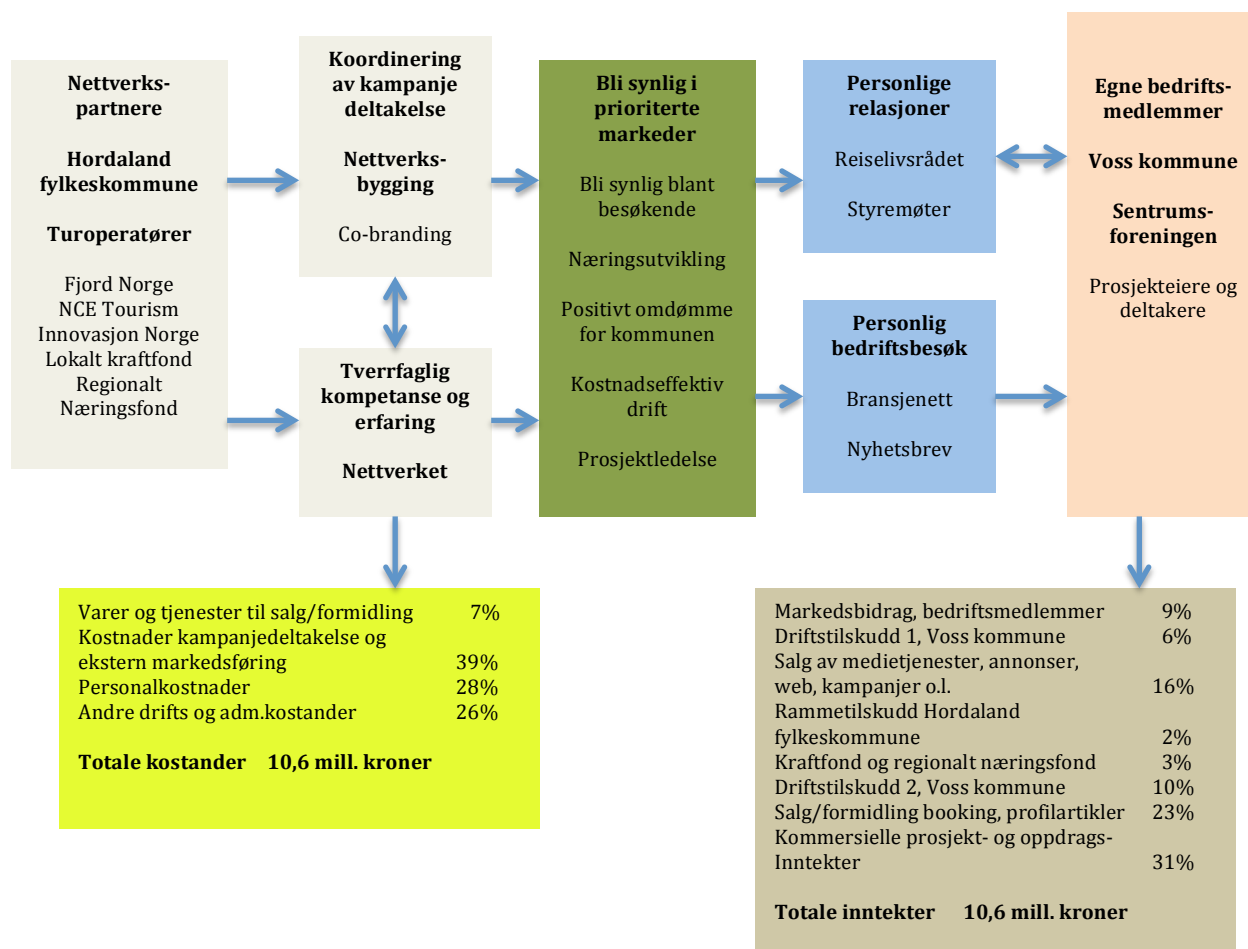 Nettverks-
partnere
Hordaland
fylkeskommune
Turoperatører
Fjord Norge
NCE Tourism
Innovasjon Norge
Lokalt kraftfond
Regionalt
Næringsfond
Koordinering
av kampanje
deltakelse
Nettverks-
bygging
Co-branding
Tverrfaglig
kompetanse og
erfaring
Nettverket
Bli synlig i
prioriterte
markeder
Bli synlig blant
besøkende
Næringsutvikling
Positivt omdømme
for kommunen
Kostnadseffektiv
drift
Prosjektledelse
Personlige
relasjoner
Reiselivsrådet
Styremøter
Personlig
bedriftsbesøk
Bransjenett
Nyhetsbrev
Egne bedrifts-
medlemmer
Voss kommune
Sentrums-
foreningen
Prosjekteiere og
deltakere
Varer og tjenester til salg/formidling 7%
Kostnader kampanjedeltakelse og
ekstern markedsføring 39%
Personalkostnader 28%
Andre drifts og adm.kostander 26%
Totale kostander 10,6 mill. kroner
Markedsbidrag, bedriftsmedlemmer 9%
Driftstilskudd 1, Voss kommune 6%
Salg av medietjenester, annonser,
web, kampanjer o.l. 16%
Rammetilskudd Hordaland
fylkeskommune 2%
Kraftfond og regionalt næringsfond 3%
Driftstilskudd 2, Voss kommune 10%
Salg/formidling booking, profilartikler 23%
Kommersielle prosjekt- og oppdrags-
Inntekter 31%
Totale inntekter 10,6 mill. kroner